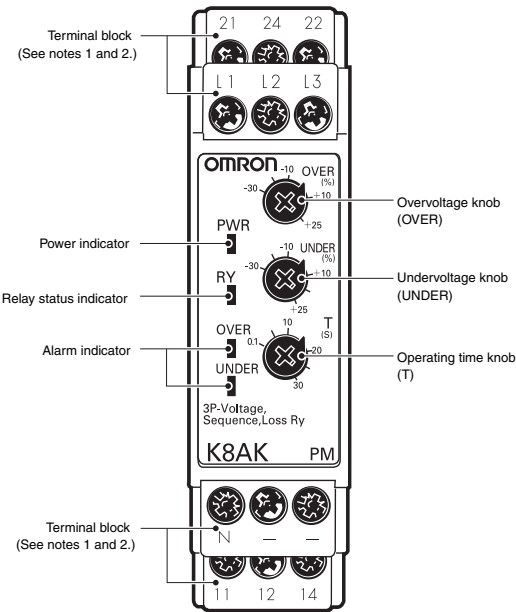 Terminal block
(See notes 1 and 2.)
21 24 22
L1 L2 L3
OMRON
-10 OVER
(%)
-30
+10
+25
Overvoltage knob
(OVER)
PWR
Power indicator
-10 UNDER
(%)
-30
+10
+25
Undervoltage knob
(UNDER)
RY
Relay status indicator
OVER
UNDER
Alarm indicator
10
T
(S)
0.1
20
30
Operating time knob
(T)
3P-Voltage,
Sequence,Loss Ry
K8AK PM
Terminal block
(See notes 1 and 2.)
N — —
11 12 14